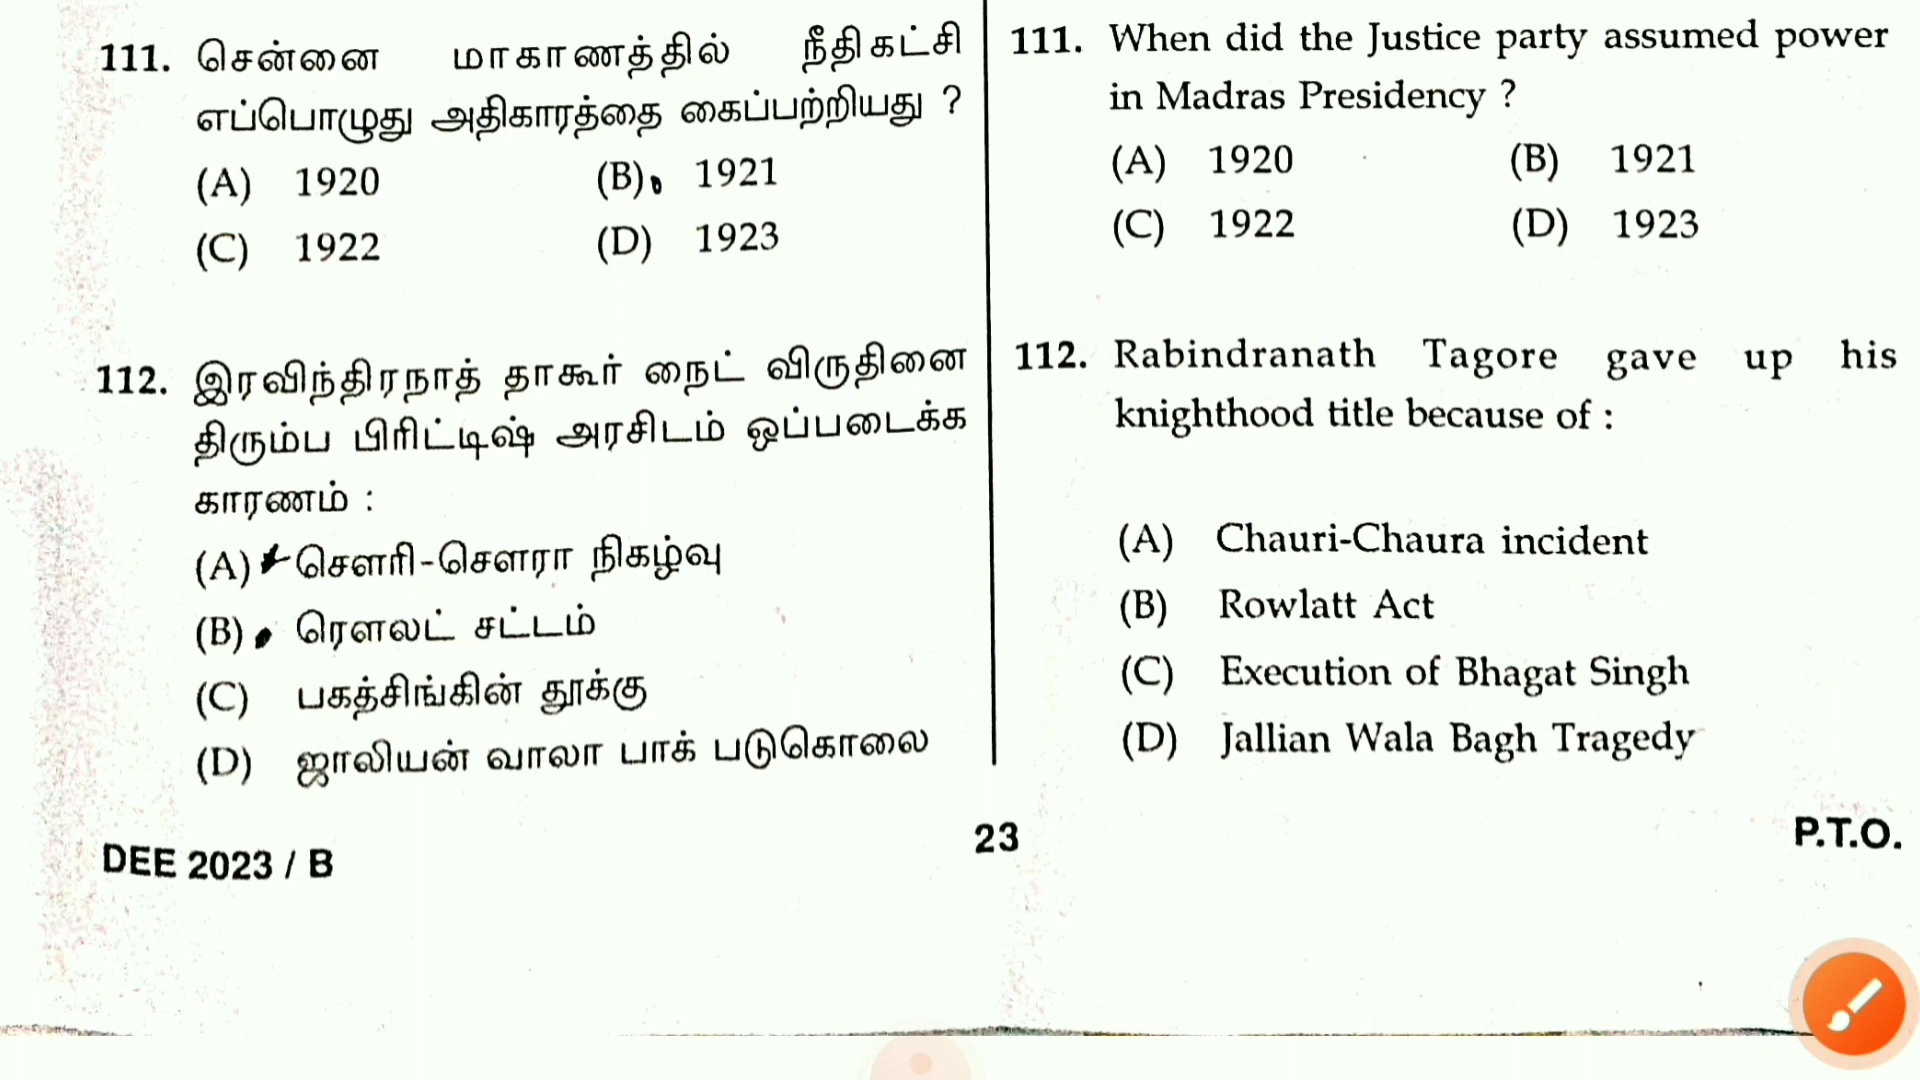 111. சென்னை மாகாணத்தில் நீதிகட்சி
எப்பொழுது அதிகாரத்தை கைப்பற்றியது ?
(A) 1920 (B) 1921
(C) 1922 (D) 1923
112. இரவிந்திரநாத் தாகூர் நைட் விருதினை
திரும்ப பிரிட்டிஷ் அரசிடம் ஒப்படைக்க
காரணம் :
(A) சௌரி-சௌரா நிகழ்வு
(B) ரௌலட் சட்டம்
(C) பகத்சிங்கின் தூக்கு
(D) ஜாலியன் வாலா பாக் படுகொலை
111. When did the Justice party assumed power
in Madras Presidency ?
(A) 1920 (B) 1921
(C) 1922 (D) 1923
112. Rabindranath Tagore gave up his
knighthood title because of :
(A) Chauri-Chaura incident
(B) Rowlatt Act
(C) Execution of Bhagat Singh
(D) Jallian Wala Bagh Tragedy
DEE 2023 / B
23
P.T.O.